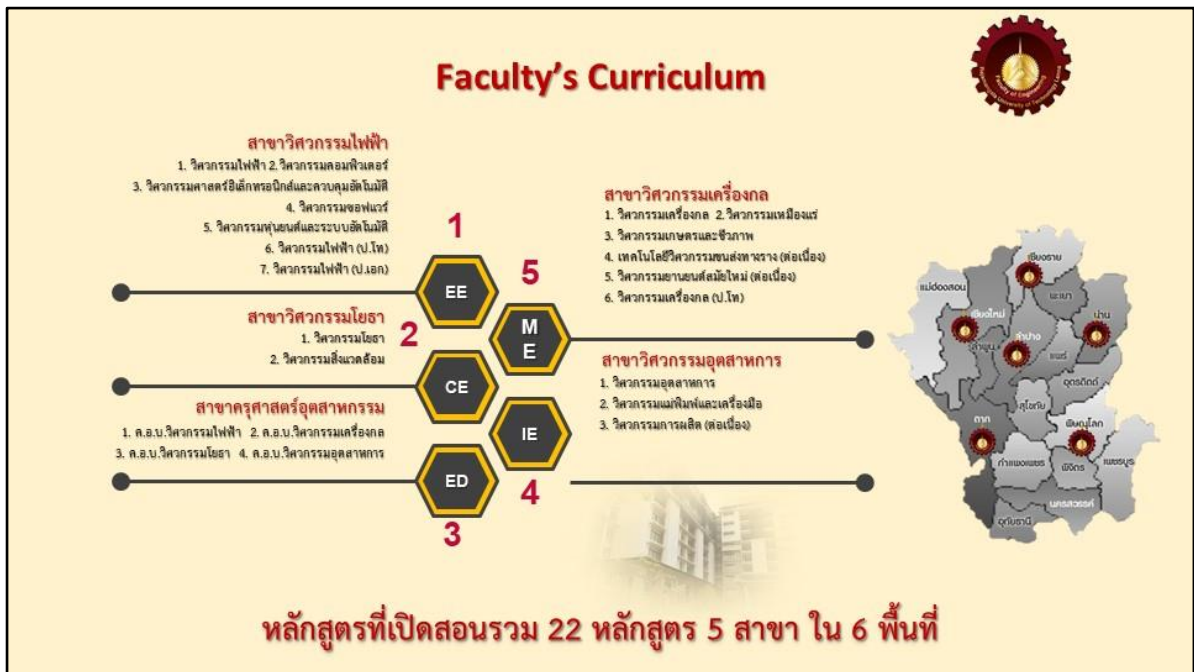 Faculty's Curriculum
Faculty of Engineering
Rajamangala University of Technology Lanna
สาขาวิศวกรรมไฟฟ้า
1. วิศวกรรมไฟฟ้า 2.วิศวกรรมคอมพิวเตอร์
3. วิศวกรรมศาสตร์อิเล็กทรอนิกส์และควบคุมอัตโนมัติ
4. วิศวกรรมซอฟแวร์
5. วิศวกรรมหุ่นยนต์และระบบอัตโนมัติ
6. วิศวกรรมไฟฟ้า (ป.โท)
7. วิศวกรรมไฟฟ้า (ป.เอก)
1
EE
สาขาวิศวกรรมโยธา
1. วิศวกรรมโยธา
2. วิศวกรรมสิ่งแวดล้อม
2
CE
สาขาครุศาสตร์อุตสาหกรรม
1. ค.อ.บ.วิศวกรรมไฟฟ้า 2. ค.อ.บ.วิศวกรรมเครื่องกล
3. ค.อ.บ.วิศวกรรมโยธา 4. ค.อ.บ.วิศวกรรมอุตสาหการ
ED
3
5
M
E
สาขาวิศวกรรมเครื่องกล
1. วิศวกรรมเครื่องกล 2.วิศวกรรมเหมืองแร่
3. วิศวกรรมเกษตรและชีวภาพ
4. เทคโนโลยีวิศวกรรมขนส่งทางราง (ต่อเนื่อง)
5. วิศวกรรมยานยนต์สมัยใหม่ (ต่อเนื่อง)
6. วิศวกรรมเครื่องกล (ป.โท)
สาขาวิศวกรรมอุตสาหการ
1. วิศวกรรมอุตสาหการ
2. วิศวกรรมแม่พิมพ์และเครื่องมือ
3. วิศวกรรมการผลิต (ต่อเนื่อง)
IE
4
เชียงราย
แม่ฮ่องสอน
พะเยา
เชียงใหม่
น่าน
ลำปาง
ลำพูน
แพร่
อุตรดิตถ์
สุโขทัย
ตาก
พิษณุโลก
กำแพงเพชร
พิจิตร
เพชรบูร
นครสวรรค์
อุทัยธานี
หลักสูตรที่เปิดสอนรวม 22 หลักสูตร 5 สาขา ใน 6 พื้นที่